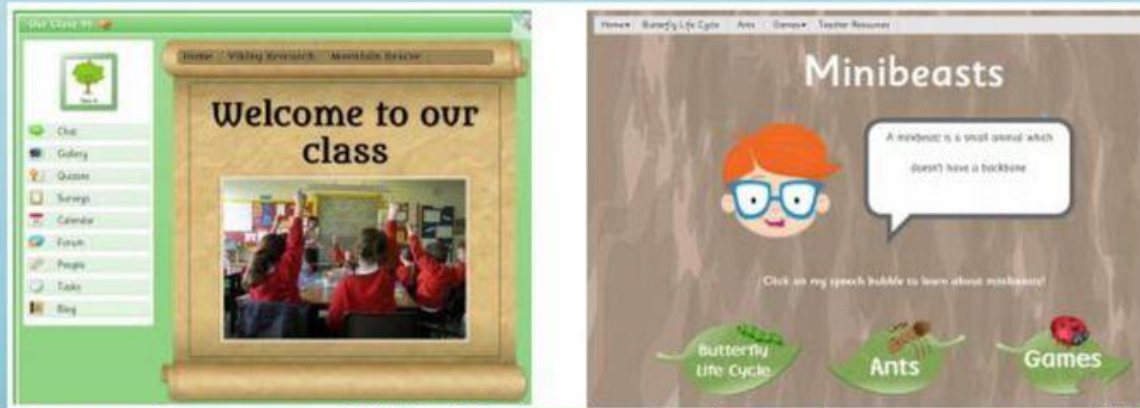 Our Class
Home Viking Research Mountain Rescue
Welcome to our
class
Chat
Gallery
Quizzes
Surveys
Calendar
Forum
People
Tasks
Blog
Home Butterfly Life Cycle Ants Games Teacher Resources
Minibeasts
A minibeast is a small animal which
doesn't have a backbone.
Click on my speech bubble to learn about minibeasts!
Butterfly
Life Cycle
Ants
Games